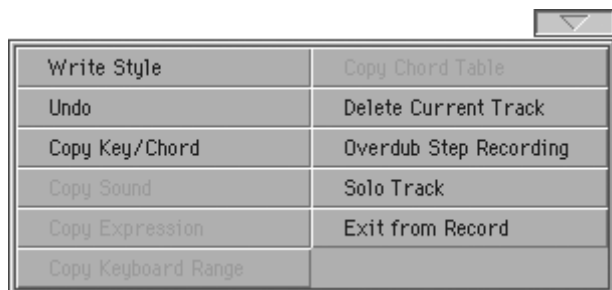 Write Style
Undo
Copy Key/Chord
Copy Sound
Copy Expression
Copy Keyboard Range
Copy Chord Table
Delete Current Track
Overdub Step Recording
Solo Track
Exit from Record